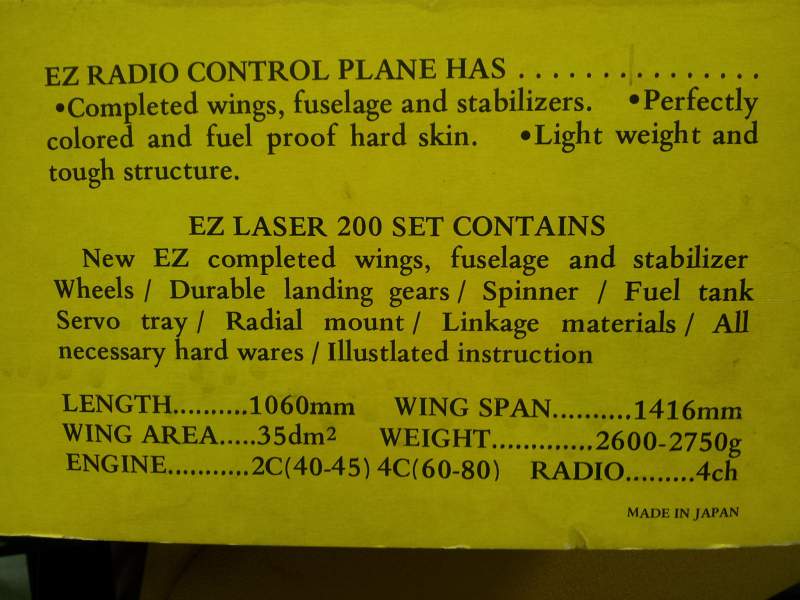 EZ RADIO CONTROL PLANE HAS ...............
•Completed wings, fuselage and stabilizers. •Perfectly
colored and fuel proof hard skin. •Light weight and
tough structure.
EZ LASER 200 SET CONTAINS
New EZ completed wings, fuselage and stabilizer
Wheels / Durable landing gears / Spinner / Fuel tank
Servo tray / Radial mount / Linkage materials / All
necessary hard wares / Illustlated instruction
LENGTH..........1060mm WING SPAN..........1416mm
WING AREA.....35dm² WEIGHT.............2600-2750g
ENGINE...........2C(40-45) 4C(60-80) RADIO.........4ch
MADE IN JAPAN